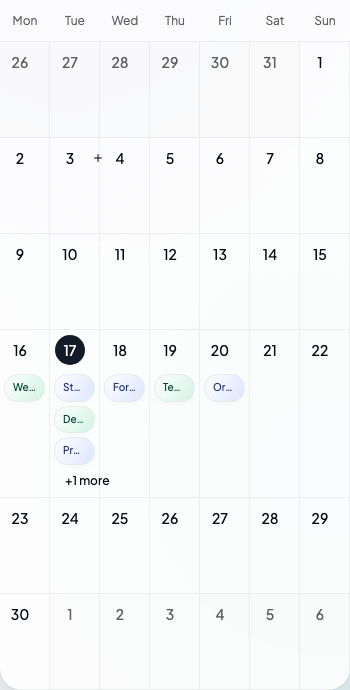 Mon Tue Wed Thu Fri Sat Sun
26 27 28 29 30 31 1
2 3 + 4 5 6 7 8
9 10 11 12 13 14 15
16 17 18 19 20 21 22
We... St... For... Te... Or...
De...
Pr...
+1 more
23 24 25 26 27 28 29
30 1 2 3 4 5 6